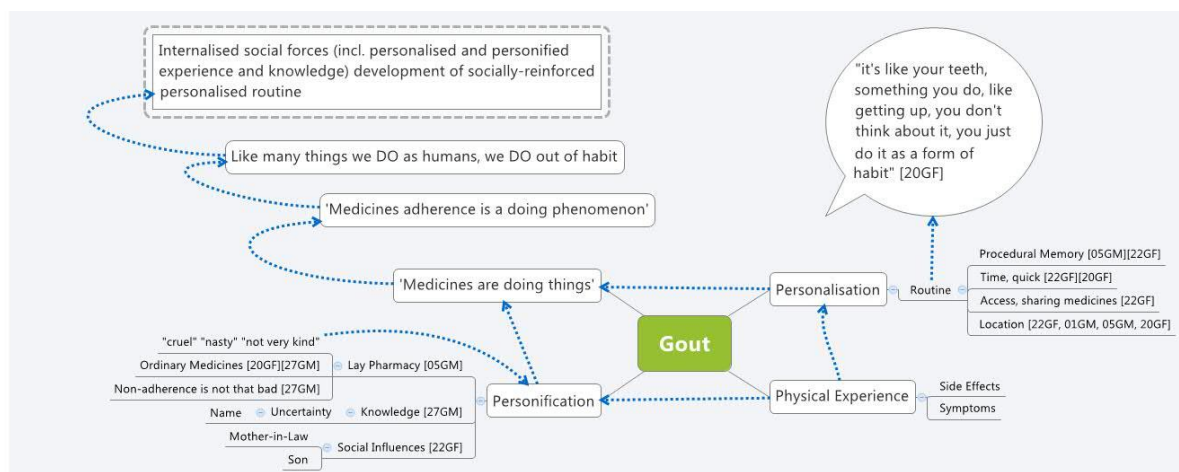 Internalised social forces (incl. personalised and personified
experience and knowledge) development of socially-reinforced
personalised routine
"it's like your teeth,
something you do, like
getting up, you don't
think about it, you just
do it as a form of
habit" [20GF]
Like many things we DO as humans, we DO out of habit
'Medicines adherence is a doing phenomenon'
'Medicines are doing things'
Personalisation
Routine
Procedural Memory [05GM][22GF]
Time, quick [22GF][20GF]
Access, sharing medicines [22GF]
Location [22GF, 01GM, 05GM, 20GF]
Gout
"cruel" "nasty" "not very kind"
Ordinary Medicines [20GF][27GM]
Non-adherence is not that bad [27GM]
Lay Pharmacy [05GM]
Name
Uncertainty
Knowledge [27GM]
Mother-in-Law
Son
Social Influences [22GF]
Personification
Physical Experience
Side Effects
Symptoms